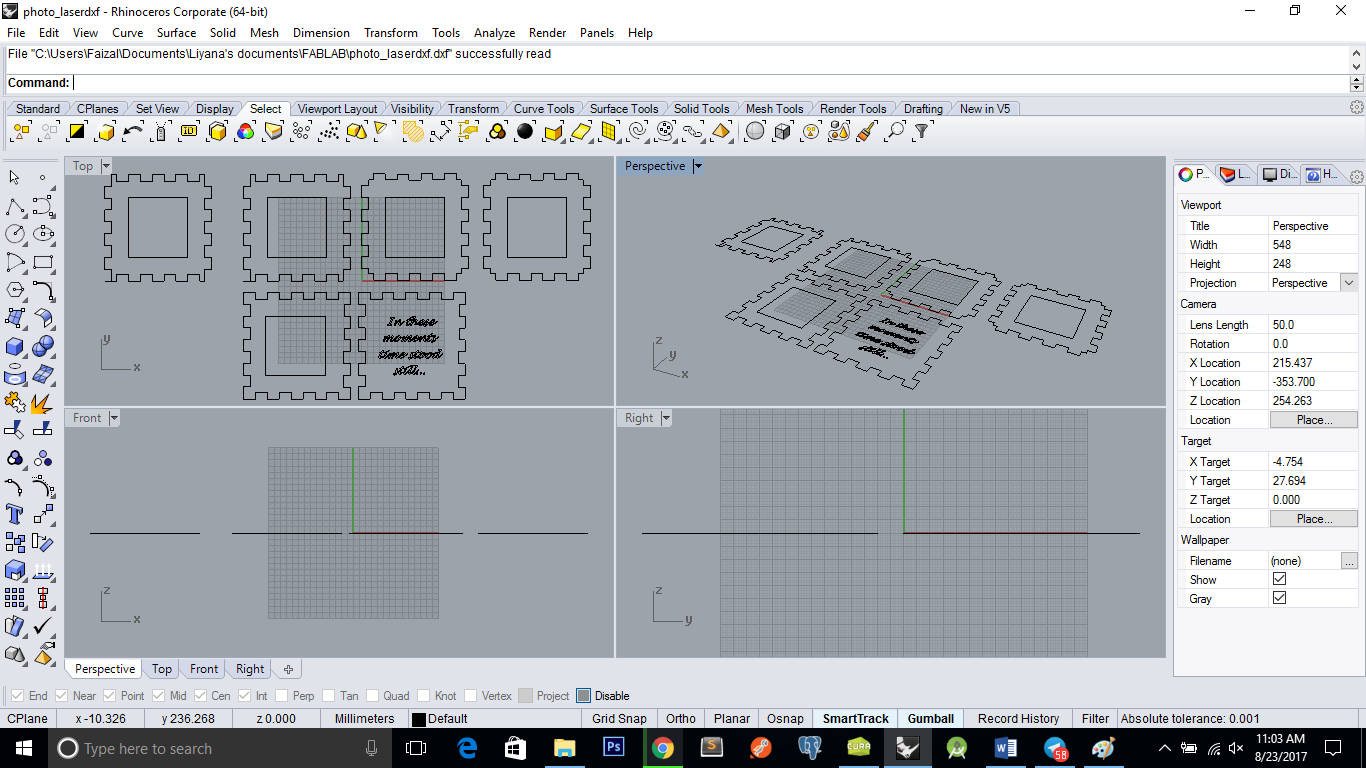 photo_laserdxf - Rhinoceros Corporate (64-bit)
File Edit View Curve Surface Solid Mesh Dimension Transform Tools Analyze Render Panels Help
File "C:\Users\Faizal\Documents\Liyana's documents\FABLAB\photo_laserdxf.dxf" successfully read
Command:
Standard CPlanes Set View Display Select Viewport Layout Visibility Transform Curve Tools Surface Tools Solid Tools Mesh Tools Render Tools Drafting New in V5
Top
In these
moments
time stood
still..
y
x
Perspective
In these
moments
time stood
still..
z
y
x
Front
z
x
Right
z
y
P... L... Di... H...
Viewport
Title Perspective
Width 548
Height 248
Projection Perspective
Camera
Lens Length 50.0
Rotation 0.0
X Location 215.437
Y Location -353.700
Z Location 254.263
Location Place...
Target
X Target -4.754
Y Target 27.694
Z Target 0.000
Location Place...
Wallpaper
Filename (none) ...
Show
Gray
Perspective Top Front Right
End Near Point Mid Cen Int Perp Tan Quad Knot Vertex Project Disable
CPlane x -10.326 y 236.268 z 0.000 Millimeters Default Grid Snap Ortho Planar Osnap SmartTrack Gumball Record History Filter Absolute tolerance: 0.001
Type here to search
Ps
S
CURA
W
58
11:03 AM
8/23/2017